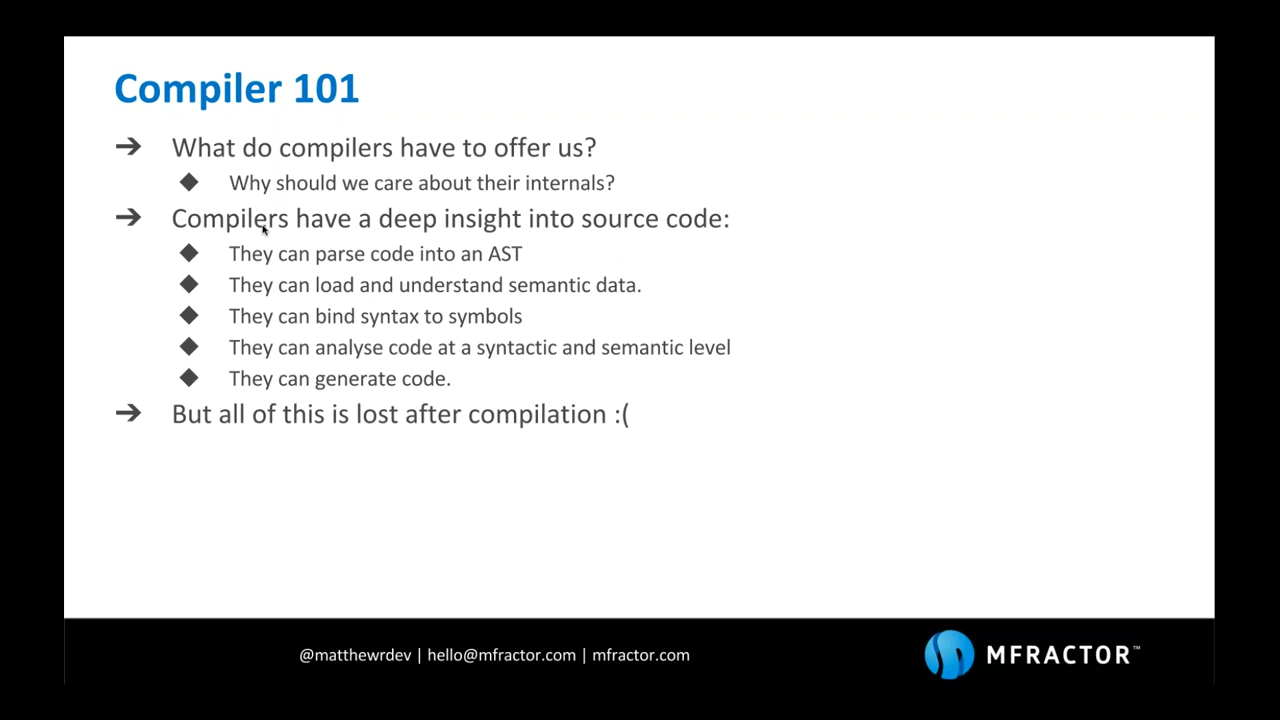 Compiler 101
➔ What do compilers have to offer us?
◆ Why should we care about their internals?
➔ Compilers have a deep insight into source code:
◆ They can parse code into an AST
◆ They can load and understand semantic data.
◆ They can bind syntax to symbols
◆ They can analyse code at a syntactic and semantic level
◆ They can generate code.
➔ But all of this is lost after compilation :(
@matthewrdev | hello@mfractor.com | mfractor.com
MFRACTOR™